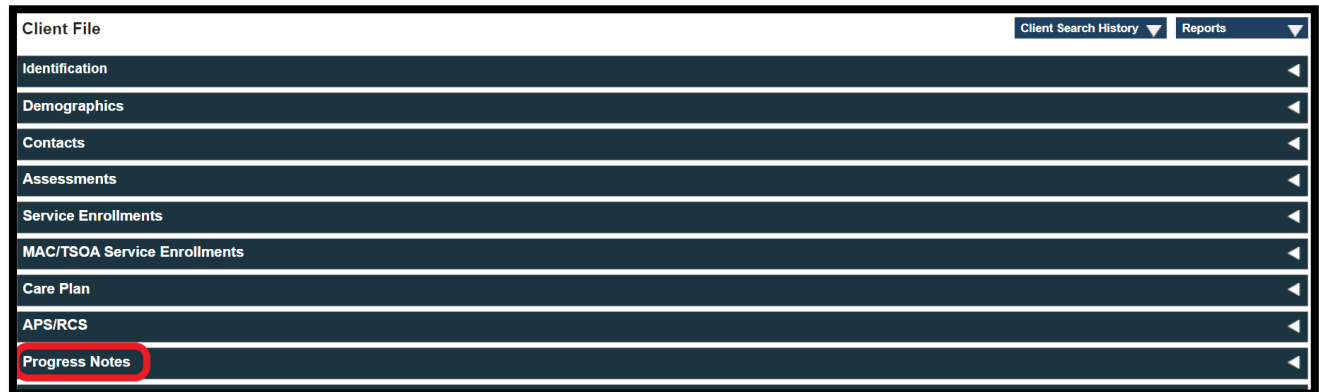 Client File
Client Search History
Reports
Identification
Demographics
Contacts
Assessments
Service Enrollments
MAC/TSOA Service Enrollments
Care Plan
APS/RCS
Progress Notes